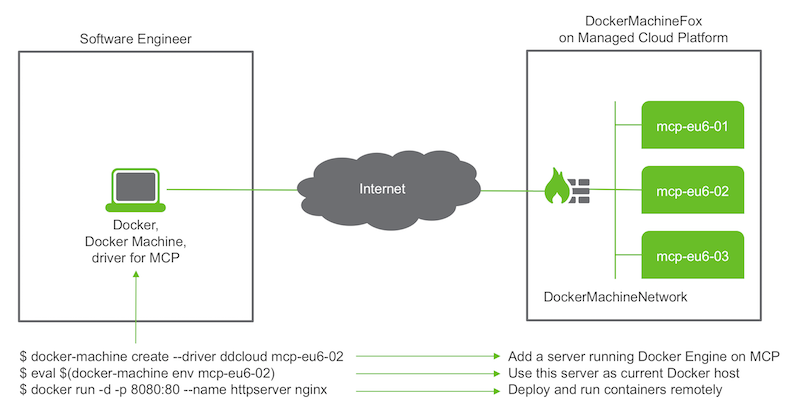 Software Engineer
DockerMachineFox
on Managed Cloud Platform
mcp-eu6-01
Internet
mcp-eu6-02
Docker,
Docker Machine,
driver for MCP
mcp-eu6-03
DockerMachineNetwork
$ docker-machine create --driver ddcloud mcp-eu6-02
Add a server running Docker Engine on MCP
$ eval $(docker-machine env mcp-eu6-02)
Use this server as current Docker host
$ docker run -d -p 8080:80 --name httpserver nginx
Deploy and run containers remotely